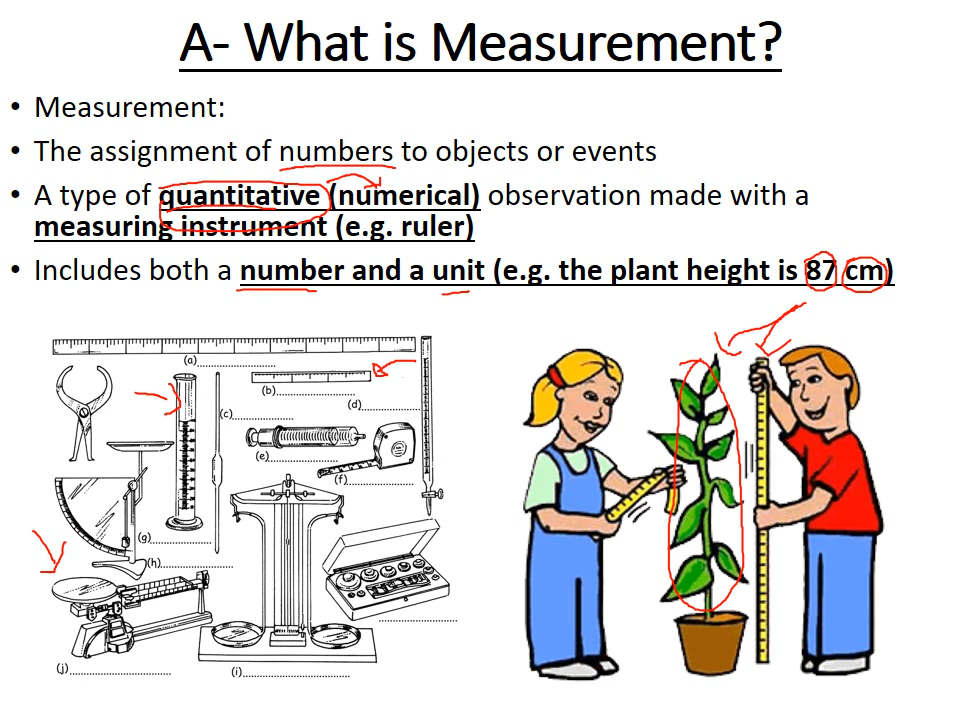 A- What is Measurement?
• Measurement:
• The assignment of numbers to objects or events
• A type of quantitative (numerical) observation made with a
measuring instrument (e.g. ruler)
• Includes both a number and a unit (e.g. the plant height is 87 cm)
(a)
(b)
(c)
(d)
(e)
(f)
(g)
(h)
(j)
(i)